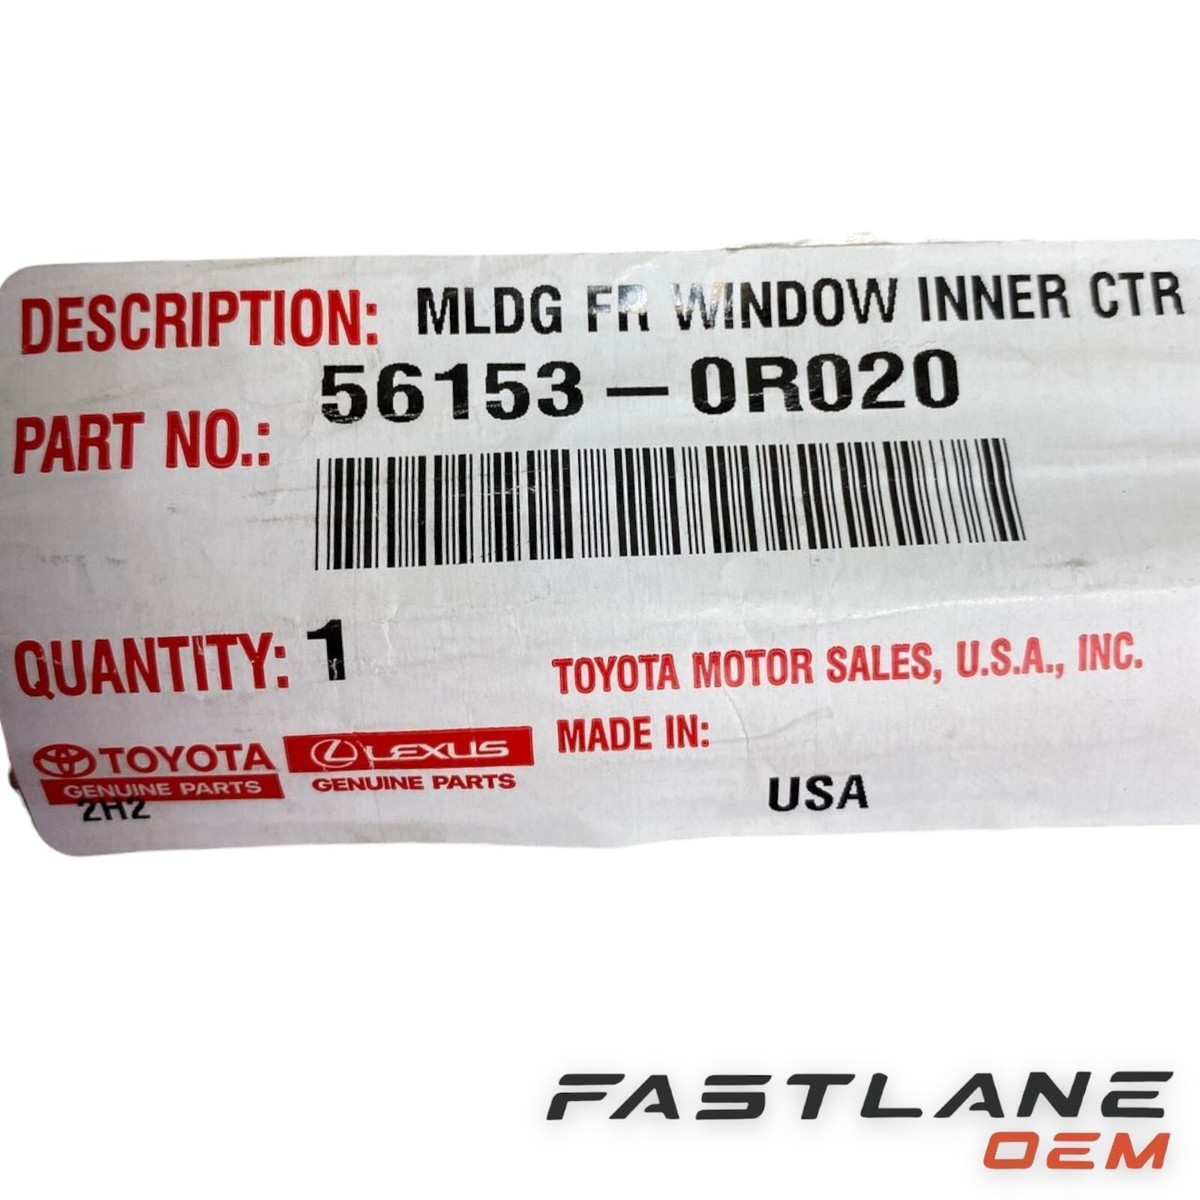 DESCRIPTION: MLDG FR WINDOW INNER CTR
PART NO.: 56153-0R020
QUANTITY: 1
TOYOTA MOTOR SALES, U.S.A., INC.
MADE IN:
USA
TOYOTA
GENUINE PARTS
LEXUS
GENUINE PARTS
2H2
FASTLANE
OEM